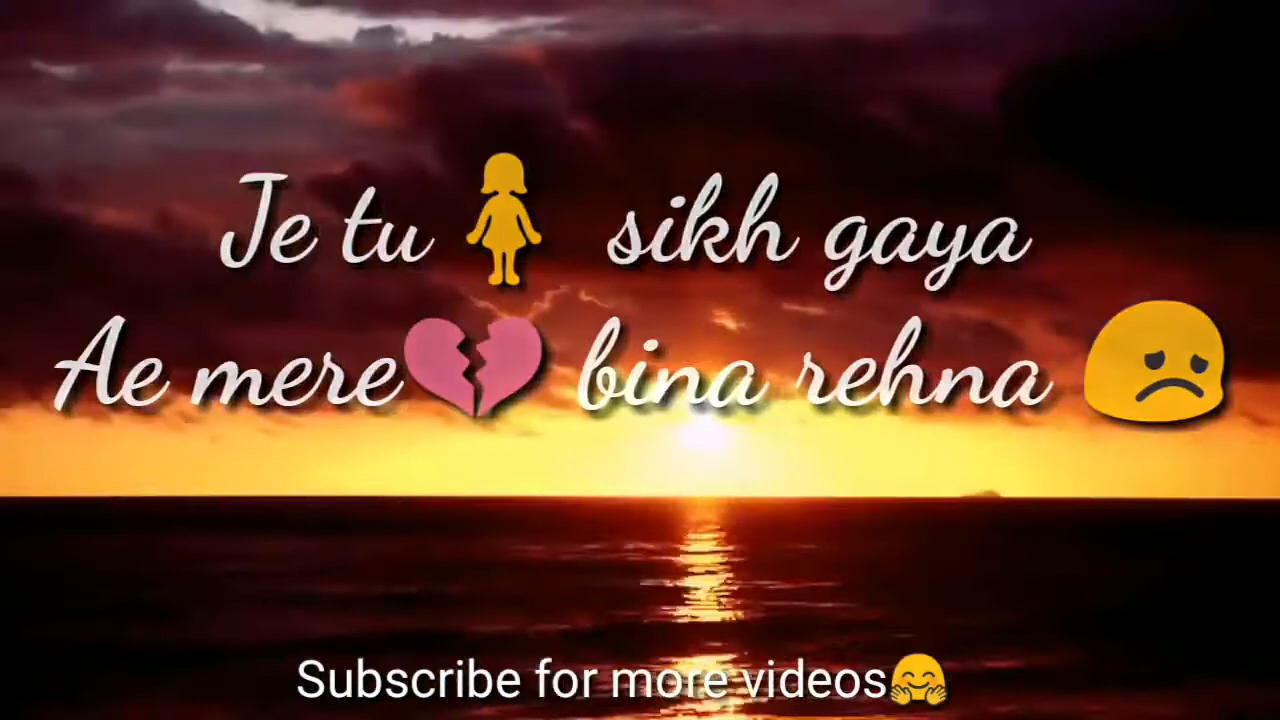 Je tu 🧍‍♀️ sikh gaya
Ae mere💔 bina rehna 😞
Subscribe for more videos🤗